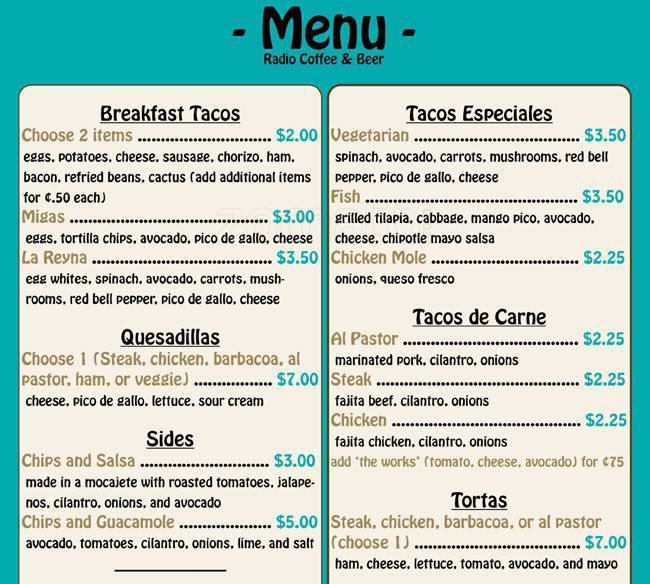 - Menu -
Radio Coffee & Beer
Breakfast Tacos
Choose 2 items ................................ $2.00
eggs, potatoes, cheese, sausage, chorizo, ham,
bacon, refried beans, cactus (add additional items
for ¢.50 each)
Migas ................................................ $3.00
eggs, tortilla chips, avocado, pico de gallo, cheese
La Reyna ........................................... $3.50
egg whites, spinach, avocado, carrots, mush-
rooms, red bell pepper, pico de gallo, cheese
Quesadillas
Choose 1 (Steak, chicken, barbacoa, al
pastor, ham, or veggie) .................. $7.00
cheese, pico de gallo, lettuce, sour cream
Sides
Chips and Salsa ............................... $3.00
made in a mocajete with roasted tomatoes, jalape-
nos, cilantro, onions, and avocado
Chips and Guacamole ................... $5.00
avocado, tomatoes, cilantro, onions, lime, and salt
Tacos Especiales
Vegetarian ........................................ $3.50
spinach, avocado, carrots, mushrooms, red bell
pepper, pico de gallo, cheese
Fish ................................................... $3.50
grilled tilapia, cabbage, mango pico, avocado,
cheese, chipotle mayo salsa
Chicken Mole ................................... $2.25
onions, queso fresco
Tacos de Carne
Al Pastor .......................................... $2.25
marinated pork, cilantro, onions
Steak ................................................ $2.25
fajita beef, cilantro, onions
Chicken ............................................. $2.25
fajita chicken, cilantro, onions
add 'the works' (tomato, cheese, avocado) for ¢75
Tortas
Steak, chicken, barbacoa, or al pastor
(choose 1) ........................................ $7.00
ham, cheese, lettuce, tomato, avocado, and mayo